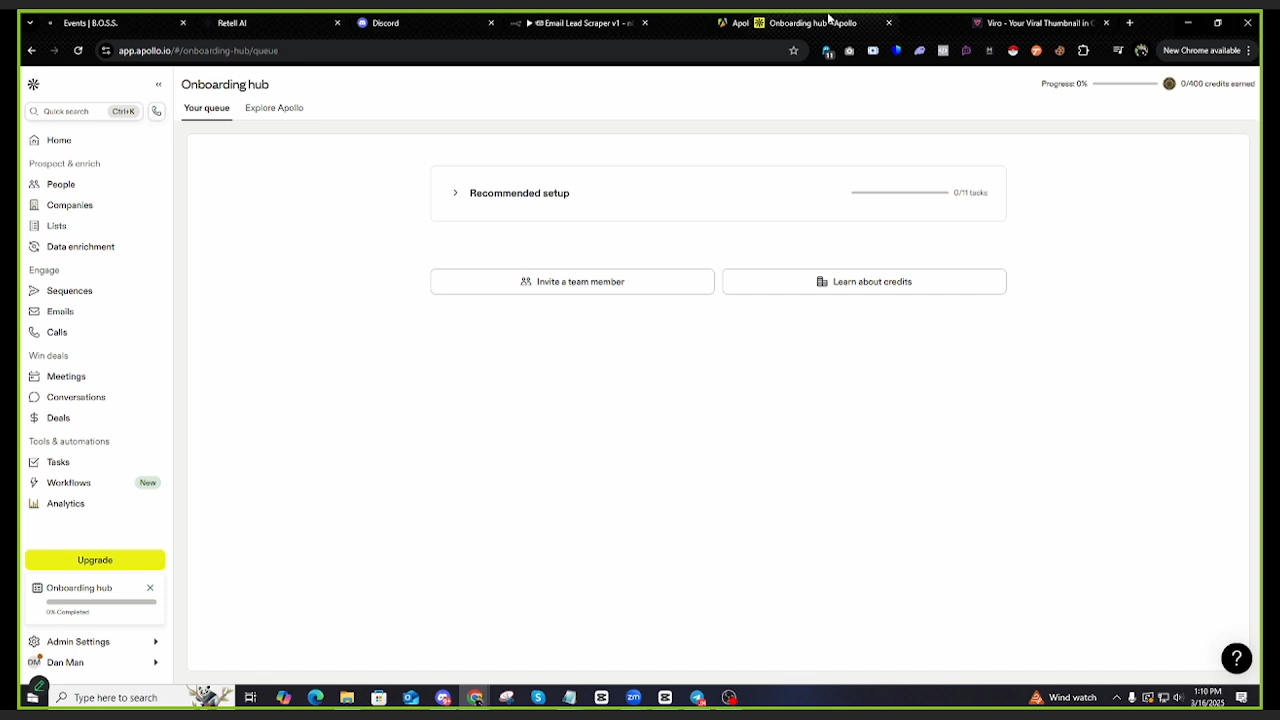 Events | B.O.S.S.
Retell AI
Discord
Email Lead Scraper v1 - n
Apol
Onboarding hub - Apollo
Viro - Your Viral Thumbnail in C
app.apollo.io/#/onboarding-hub/queue
11
New Chrome available
Onboarding hub
Progress: 0%
0/400 credits earned
Quick search
Ctrl+K
Your queue
Explore Apollo
Home
Prospect & enrich
People
Companies
Lists
Data enrichment
Engage
Sequences
Emails
Calls
Win deals
Meetings
Conversations
Deals
Tools & automations
Tasks
Workflows
New
Analytics
Upgrade
Onboarding hub
0% Completed
Admin Settings
DM
Dan Man
Recommended setup
0/11 tasks
Invite a team member
Learn about credits
?
Type here to search
Wind watch
1:10 PM
3/16/2025